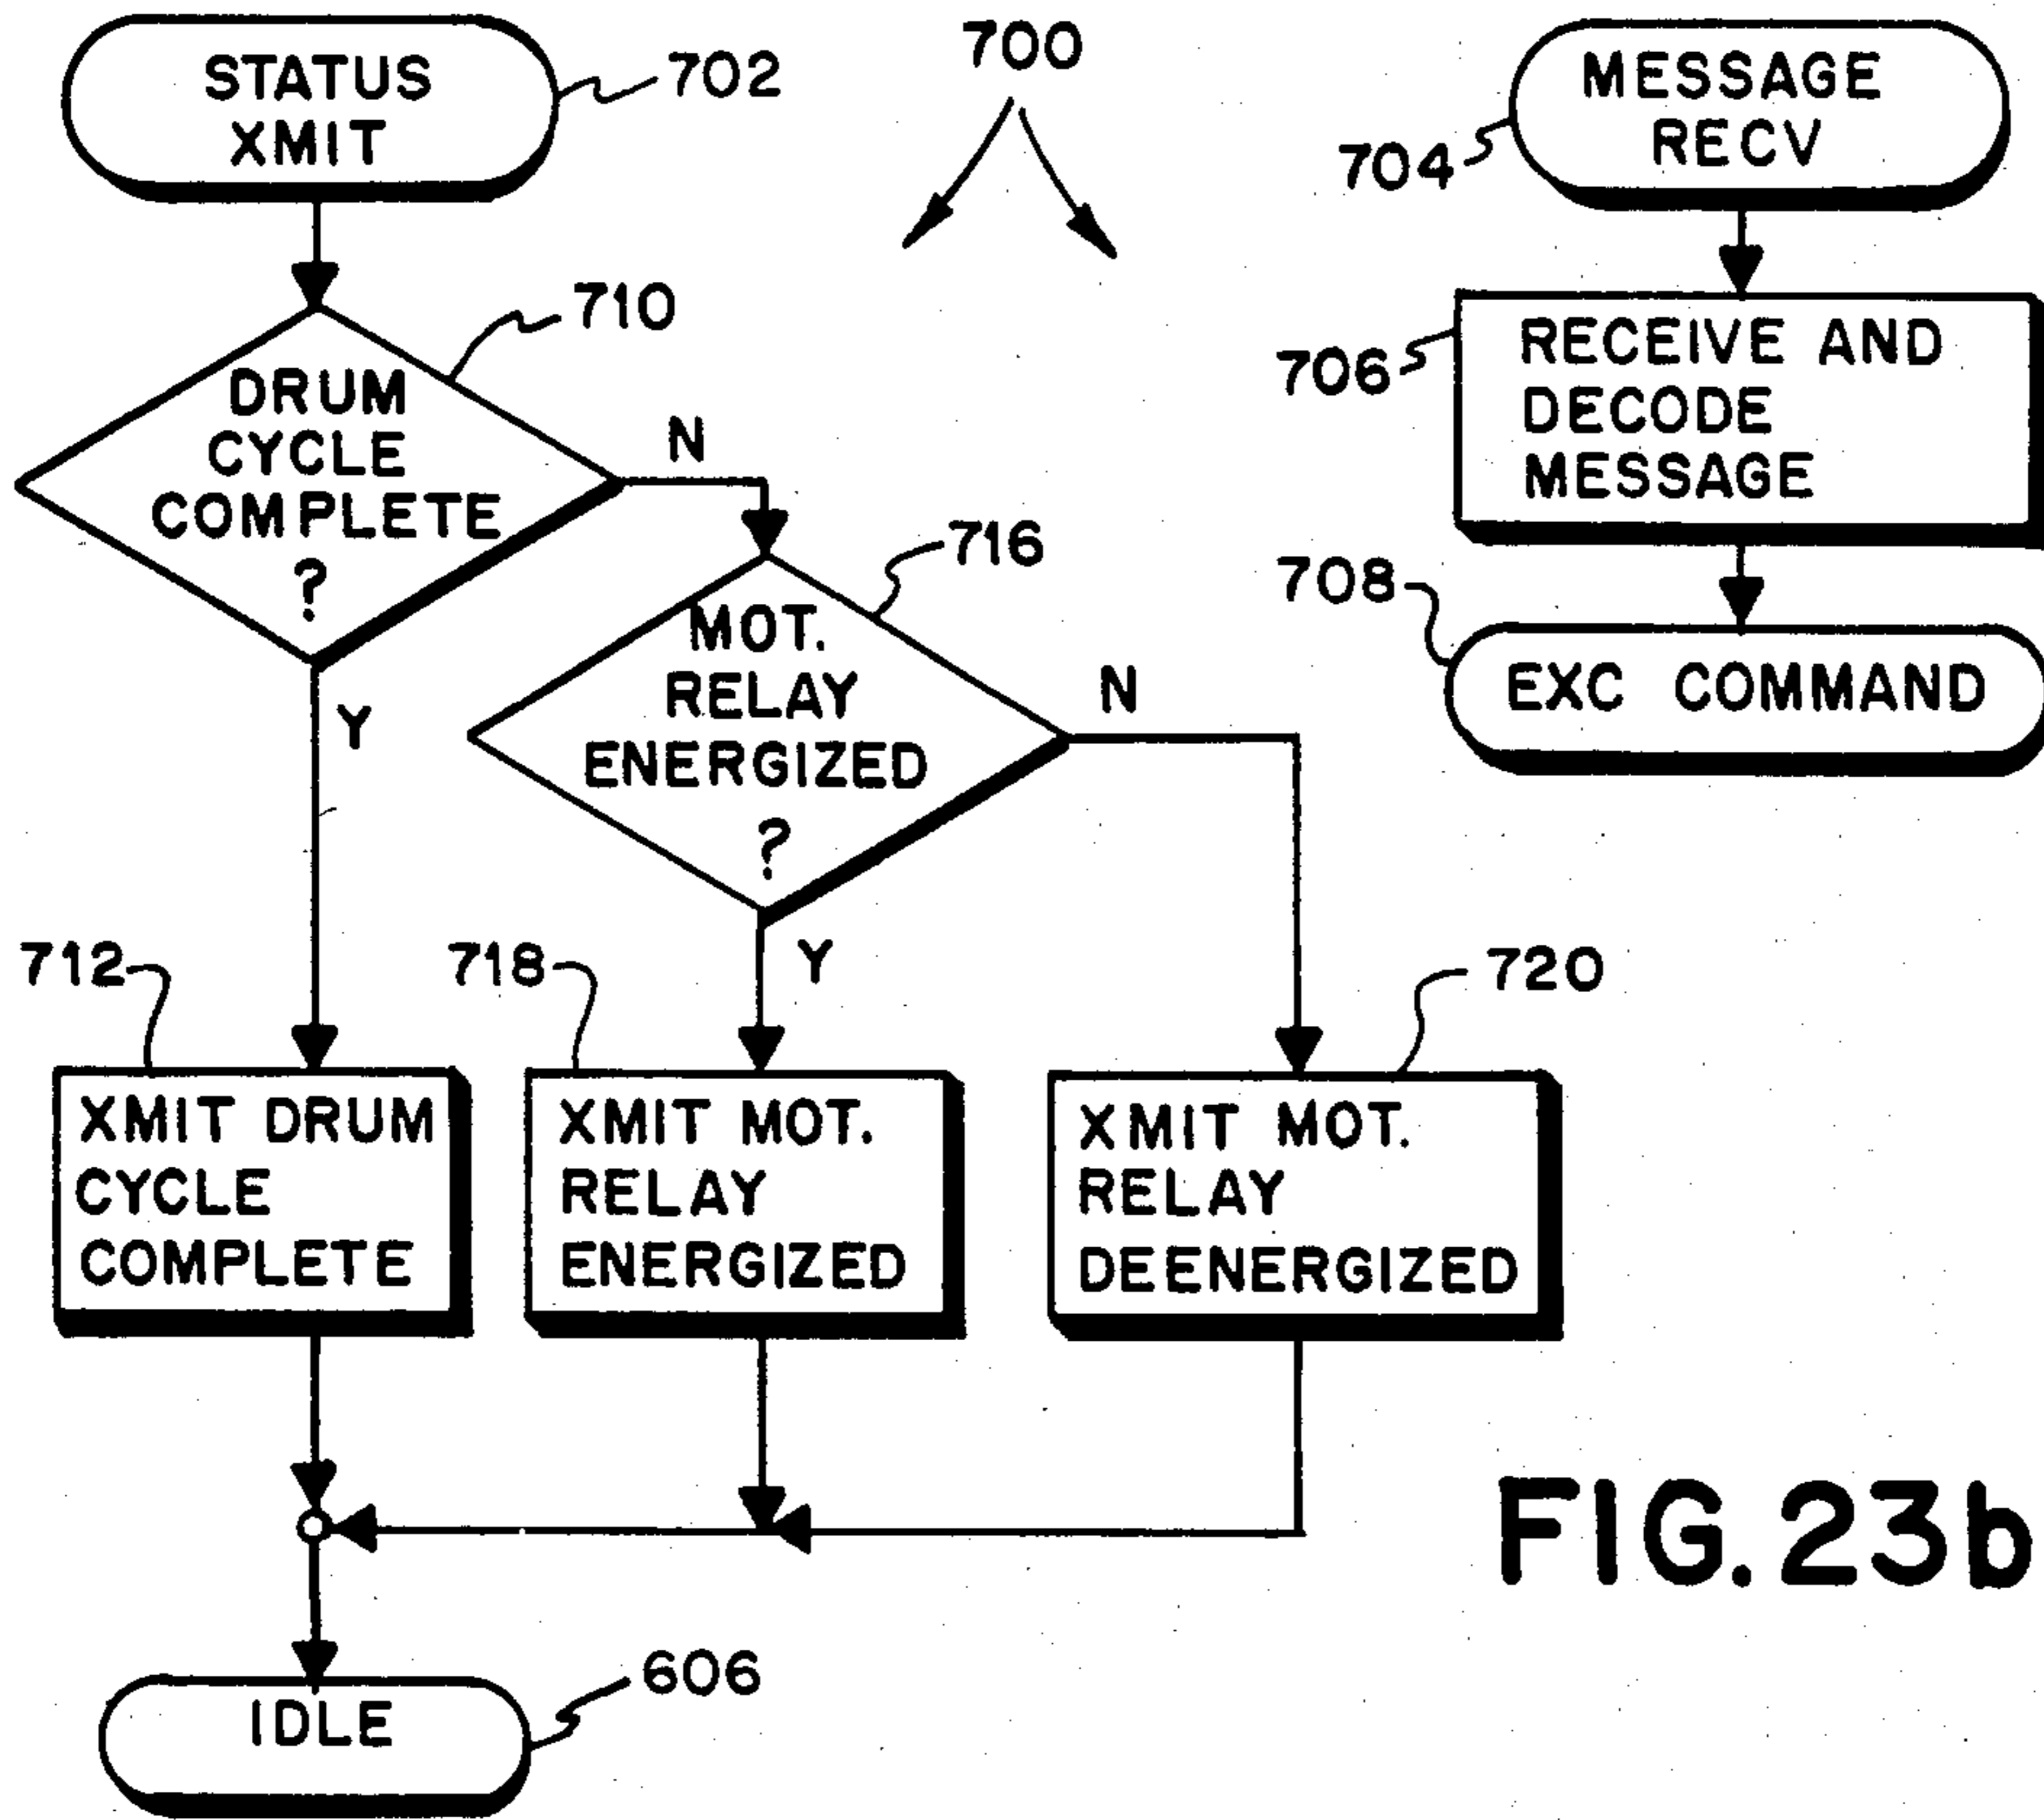 STATUS
XMIT
702
700
MESSAGE
RECV
704
710
DRUM
CYCLE
COMPLETE
?
N
Y
706
RECEIVE AND
DECODE
MESSAGE
708
EXC COMMAND
716
MOT.
RELAY
ENERGIZED
?
N
Y
712
XMIT DRUM
CYCLE
COMPLETE
718
XMIT MOT.
RELAY
ENERGIZED
720
XMIT MOT.
RELAY
DEENERGIZED
606
IDLE
FIG.23b